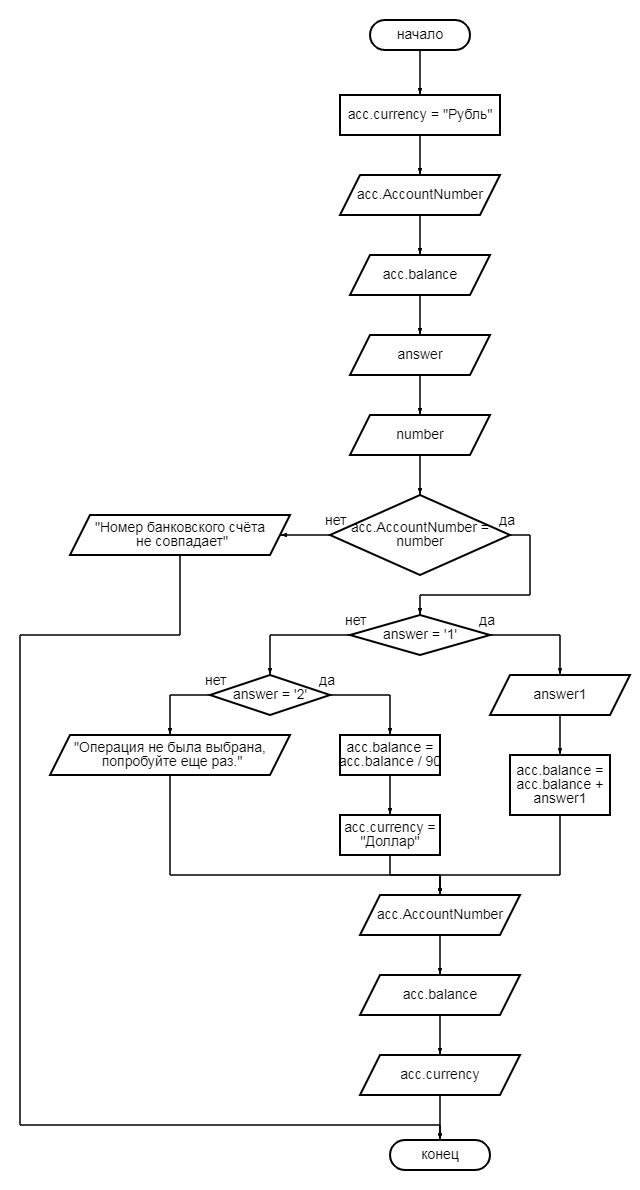 начало
acc.currency = "Рубль"
acc.AccountNumber
acc.balance
answer
number
нет
acc.AccountNumber =
number
да
"Номер банковского счёта
не совпадает"
нет
answer = '1'
да
нет
answer = '2'
да
answer1
"Операция не была выбрана,
попробуйте еще раз."
acc.balance =
acc.balance / 90
acc.balance =
acc.balance +
answer1
acc.currency =
"Доллар"
acc.AccountNumber
acc.balance
acc.currency
конец